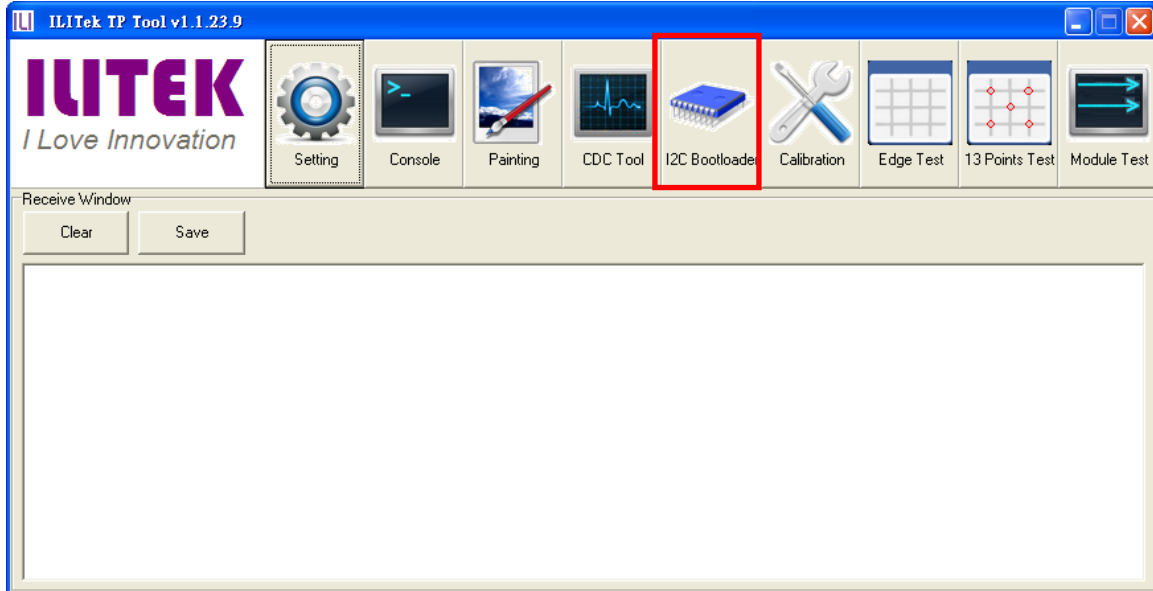 ILITek TP Tool v1.1.23.9
ILITEK
I Love Innovation
Setting
Console
Painting
CDC Tool
I2C Bootloader
Calibration
Edge Test
13 Points Test
Module Test
Receive Window
Clear
Save